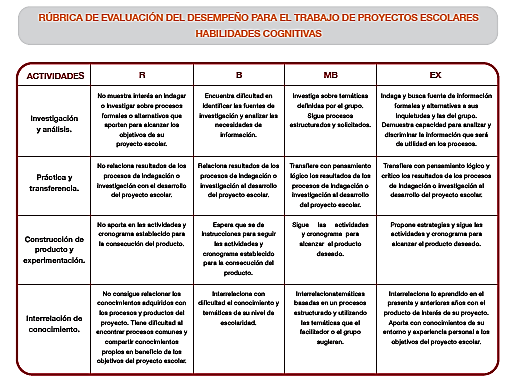 RÚBRICA DE EVALUACIÓN DEL DESEMPEÑO PARA EL TRABAJO DE PROYECTOS ESCOLARES
HABILIDADES COGNITIVAS
ACTIVIDADES R B MB EX
Investigación
y análisis.
No muestra interés en indagar
o investigar sobre procesos
formales o alternativos que
aporten para alcanzar los
objetivos de su
proyecto escolar.
Encuentra dificultad en
identificar las fuentes de
investigación y analizar las
necesidades de
información.
Investiga sobre temáticas
definidas por el grupo.
Sigue procesos
estructurados y solicitados.
Indaga y busca fuente de información
formales y alternativas a sus
inquietudes y las del grupo.
Demuestra capacidad para analizar y
discriminar la información que será
de utilidad en los procesos.
Práctica y
transferencia.
No relaciona resultados de los
procesos de indagación o
investigación con el desarrollo
del proyecto escolar.
Relaciona resultados de los
procesos de indagación o
investigación al desarrollo
del proyecto escolar.
Transfiere con pensamiento
lógico los resultados de los
procesos de indagación o
investigación al desarrollo
del proyecto escolar.
Transfiere con pensamiento lógico y
crítico los resultados de los procesos
de indagación o investigación al
desarrollo del proyecto escolar.
Construcción de
producto y
experimentación.
No aporta en las actividades y
cronograma establecido para
la consecución del producto.
Espera que se de
instrucciones para seguir
las actividades y
cronograma establecido
para la consecución del
producto.
Sigue las actividades
y cronograma para
alcanzar el producto
deseado.
Propone estrategias y sigue las
actividades y cronograma para
alcanzar el producto deseado.
Interrelación de
conocimiento.
No consigue relacionar los
conocimientos adquiridos con
los procesos y productos del
proyecto. Tiene dificultad al
encontrar procesos comunes y
compartir conocimientos
propios en beneficio de los
objetivos del proyecto escolar.
Interrelaciona con
dificultad el conocimiento y
temáticas de su nivel de
escolaridad.
Interrelacionatemáticas
basadas en un procesos
estructurado y utilizando
las temáticas que el
facilitador o el grupo
sugieran.
Interrelaciona lo aprendido en el
presente y anteriores años con el
producto de interés de su proyecto.
Aporta con conocimientos de su
entorno y experiencia personal a los
objetivos del proyecto escolar.